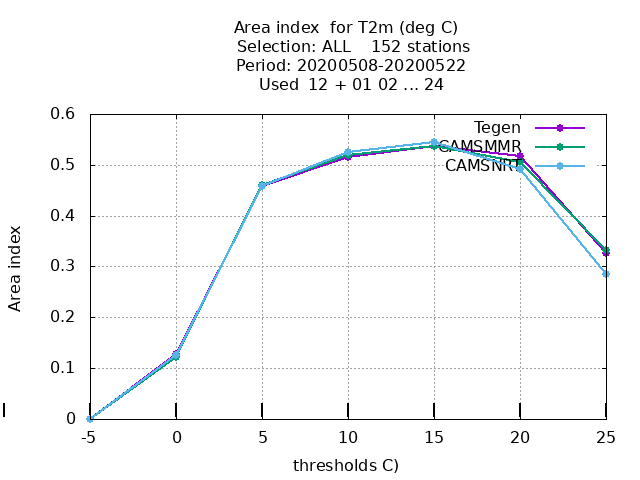 Area index  for T2m (deg C)
Selection: ALL    152 stations
Period: 20200508-20200522
Used  12 + 01 02 ... 24
0.6
0.5
0.4
0.3
0.2
0.1
0
Area index
Tegen
CAMSMMR
CAMSNRT
-5
0
5
10
15
20
25
thresholds C)